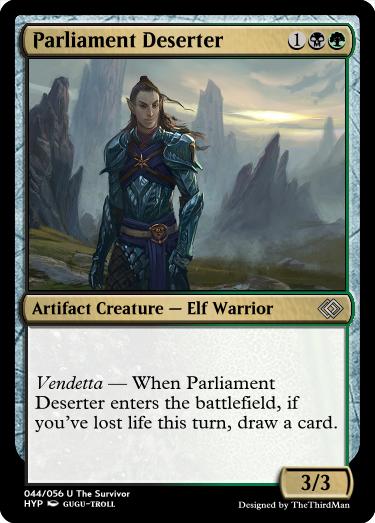 Parliament Deserter 1
Artifact Creature — Elf Warrior
Vendetta — When Parliament
Deserter enters the battlefield, if
you've lost life this turn, draw a card.
3/3
044/056 U The Survivor
HYP GUGU-TROLL
Designed by TheThirdMan